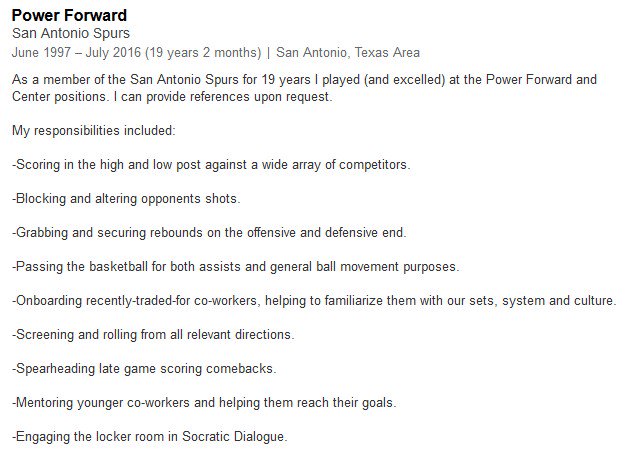 Power Forward
San Antonio Spurs
June 1997 – July 2016 (19 years 2 months) | San Antonio, Texas Area
As a member of the San Antonio Spurs for 19 years I played (and excelled) at the Power Forward and
Center positions. I can provide references upon request.
My responsibilities included:
-Scoring in the high and low post against a wide array of competitors.
-Blocking and altering opponents shots.
-Grabbing and securing rebounds on the offensive and defensive end.
-Passing the basketball for both assists and general ball movement purposes.
-Onboarding recently-traded-for co-workers, helping to familiarize them with our sets, system and culture.
-Screening and rolling from all relevant directions.
-Spearheading late game scoring comebacks.
-Mentoring younger co-workers and helping them reach their goals.
-Engaging the locker room in Socratic Dialogue.